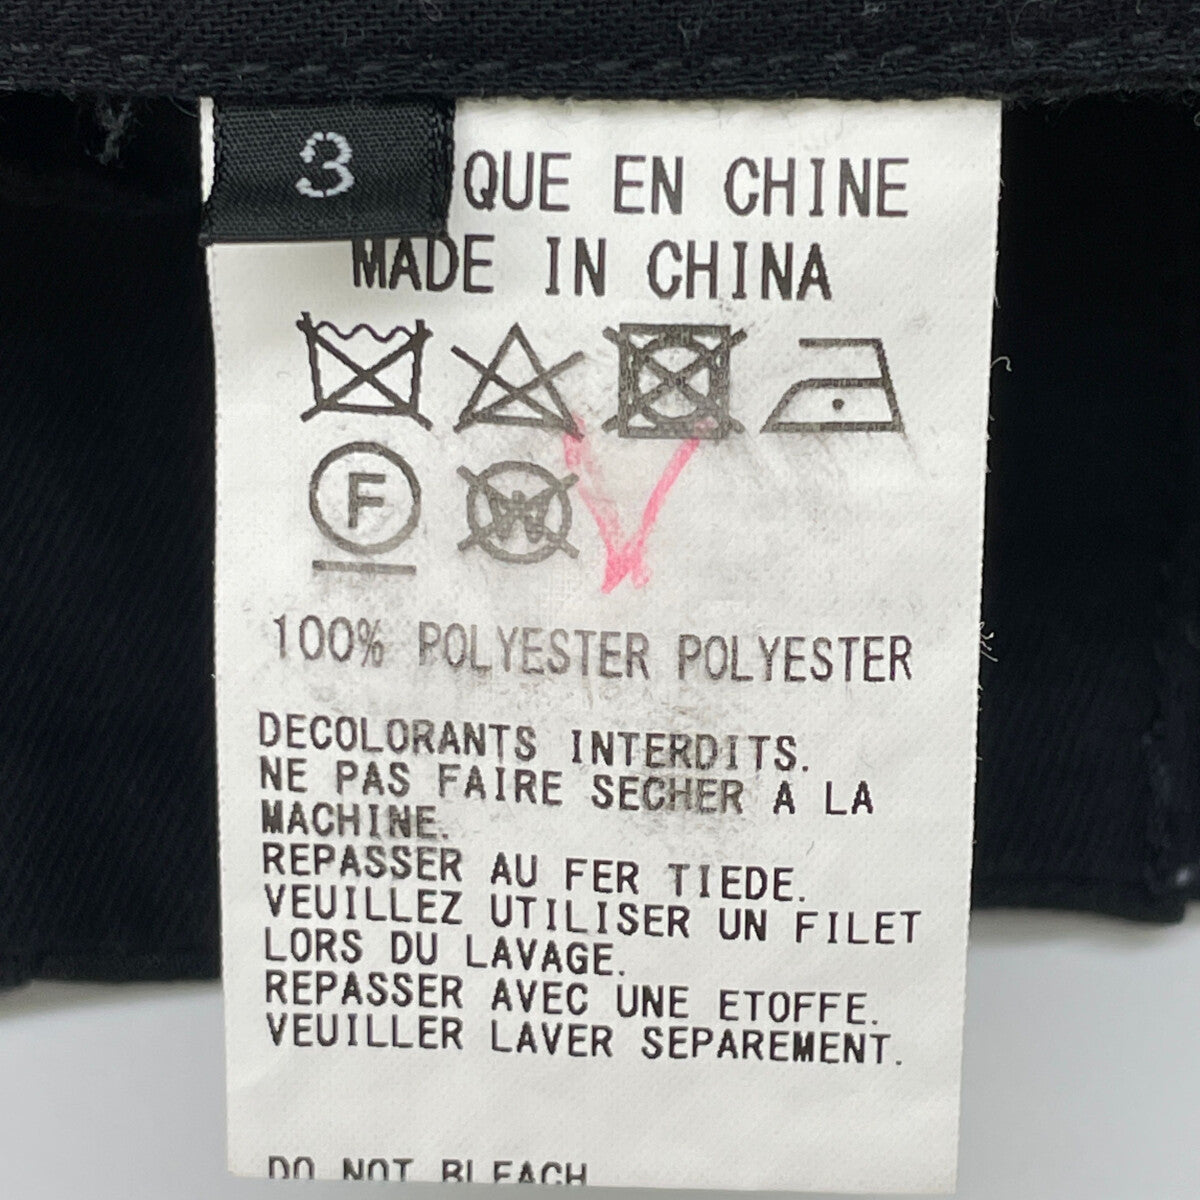 3
QUE EN CHINE
MADE IN CHINA
F
W
100% POLYESTER POLYESTER
DECOLORANTS INTERDITS.
NE PAS FAIRE SECHER A LA
MACHINE.
REPASSER AU FER TIEDE.
VEUILLEZ UTILISER UN FILET
LORS DU LAVAGE.
REPASSER AVEC UNE ETOFFE.
VEUILLER LAVER SEPAREMENT.
DO NOT BLEACH